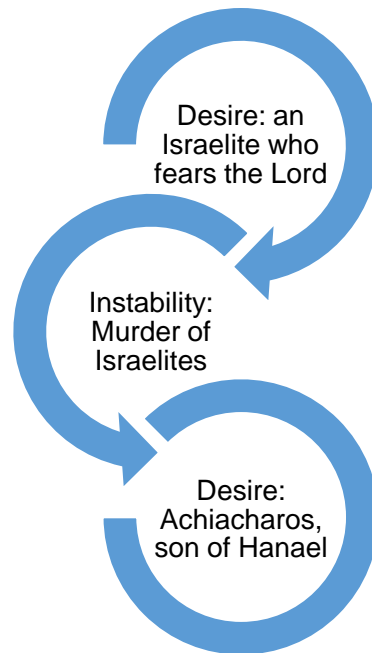 Desire: an
Israelite who
fears the Lord
Instability:
Murder of
Israelites
Desire:
Achiacharos,
son of Hanael